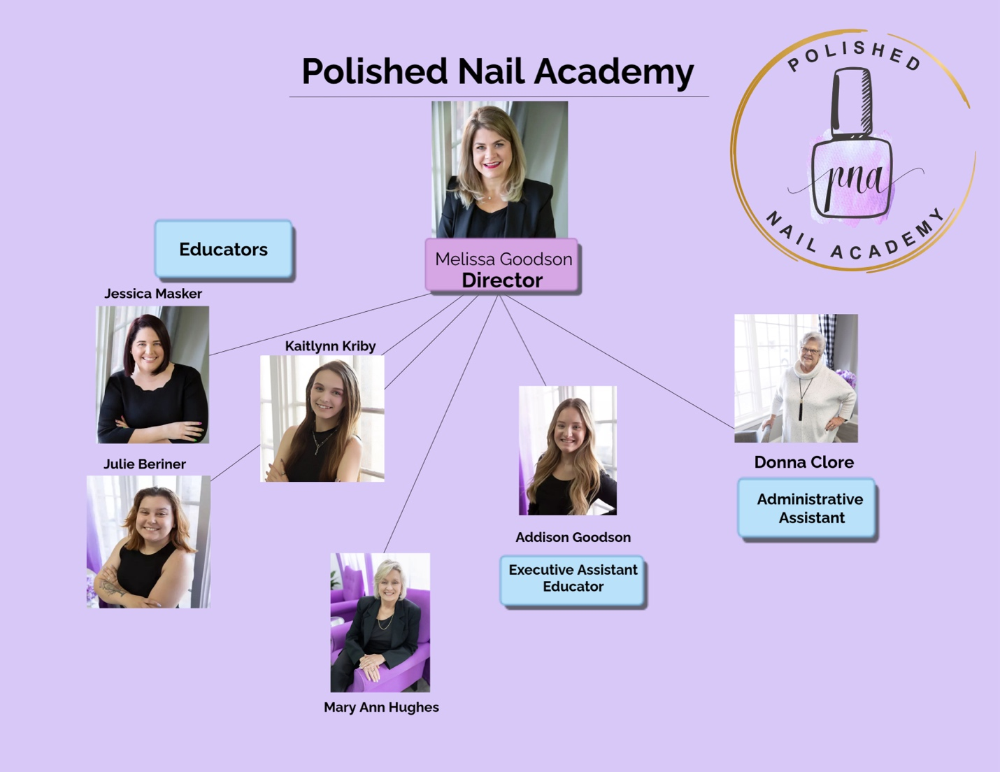 Polished Nail Academy
POLISHED
pna
NAIL ACADEMY
Melissa Goodson
Director
Educators
Jessica Masker
Kaitlynn Kriby
Julie Beriner
Mary Ann Hughes
Addison Goodson
Executive Assistant
Educator
Donna Clore
Administrative
Assistant